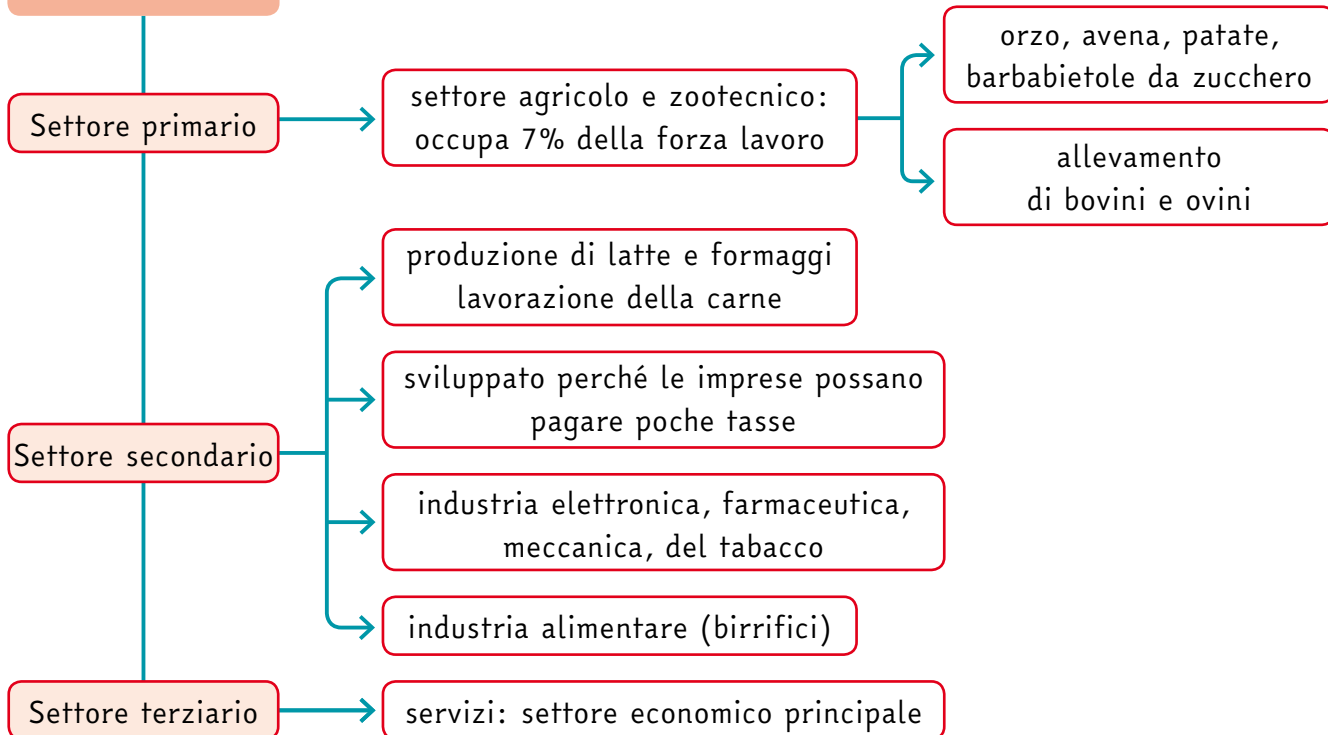 Settore primario
settore agricolo e zootecnico:
occupa 7% della forza lavoro
orzo, avena, patate,
barbabietole da zucchero
allevamento
di bovini e ovini
Settore secondario
produzione di latte e formaggi
lavorazione della carne
sviluppato perché le imprese possano
pagare poche tasse
industria elettronica, farmaceutica,
meccanica, del tabacco
industria alimentare (birrifici)
Settore terziario
servizi: settore economico principale